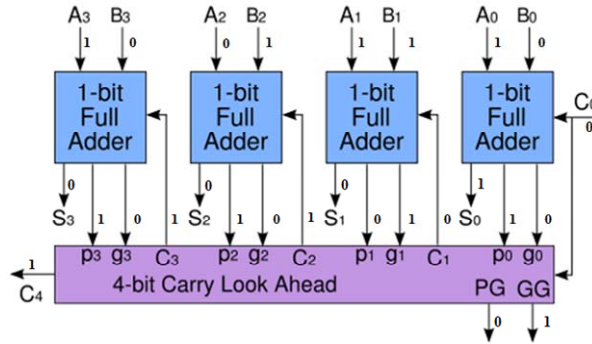 A3 B3 A2 B2 A1 B1 A0 B0
1 0 0 1 1 1 1 0
1-bit Full Adder
1-bit Full Adder
1-bit Full Adder
1-bit Full Adder
C0
0
0 0 0 1
S3 1 0 1 S2 1 0 1 S1 0 1 0 S0 1 0
p3 g3 C3 p2 g2 C2 p1 g1 C1 p0 g0
1
C4
4-bit Carry Look Ahead
PG GG
0 1